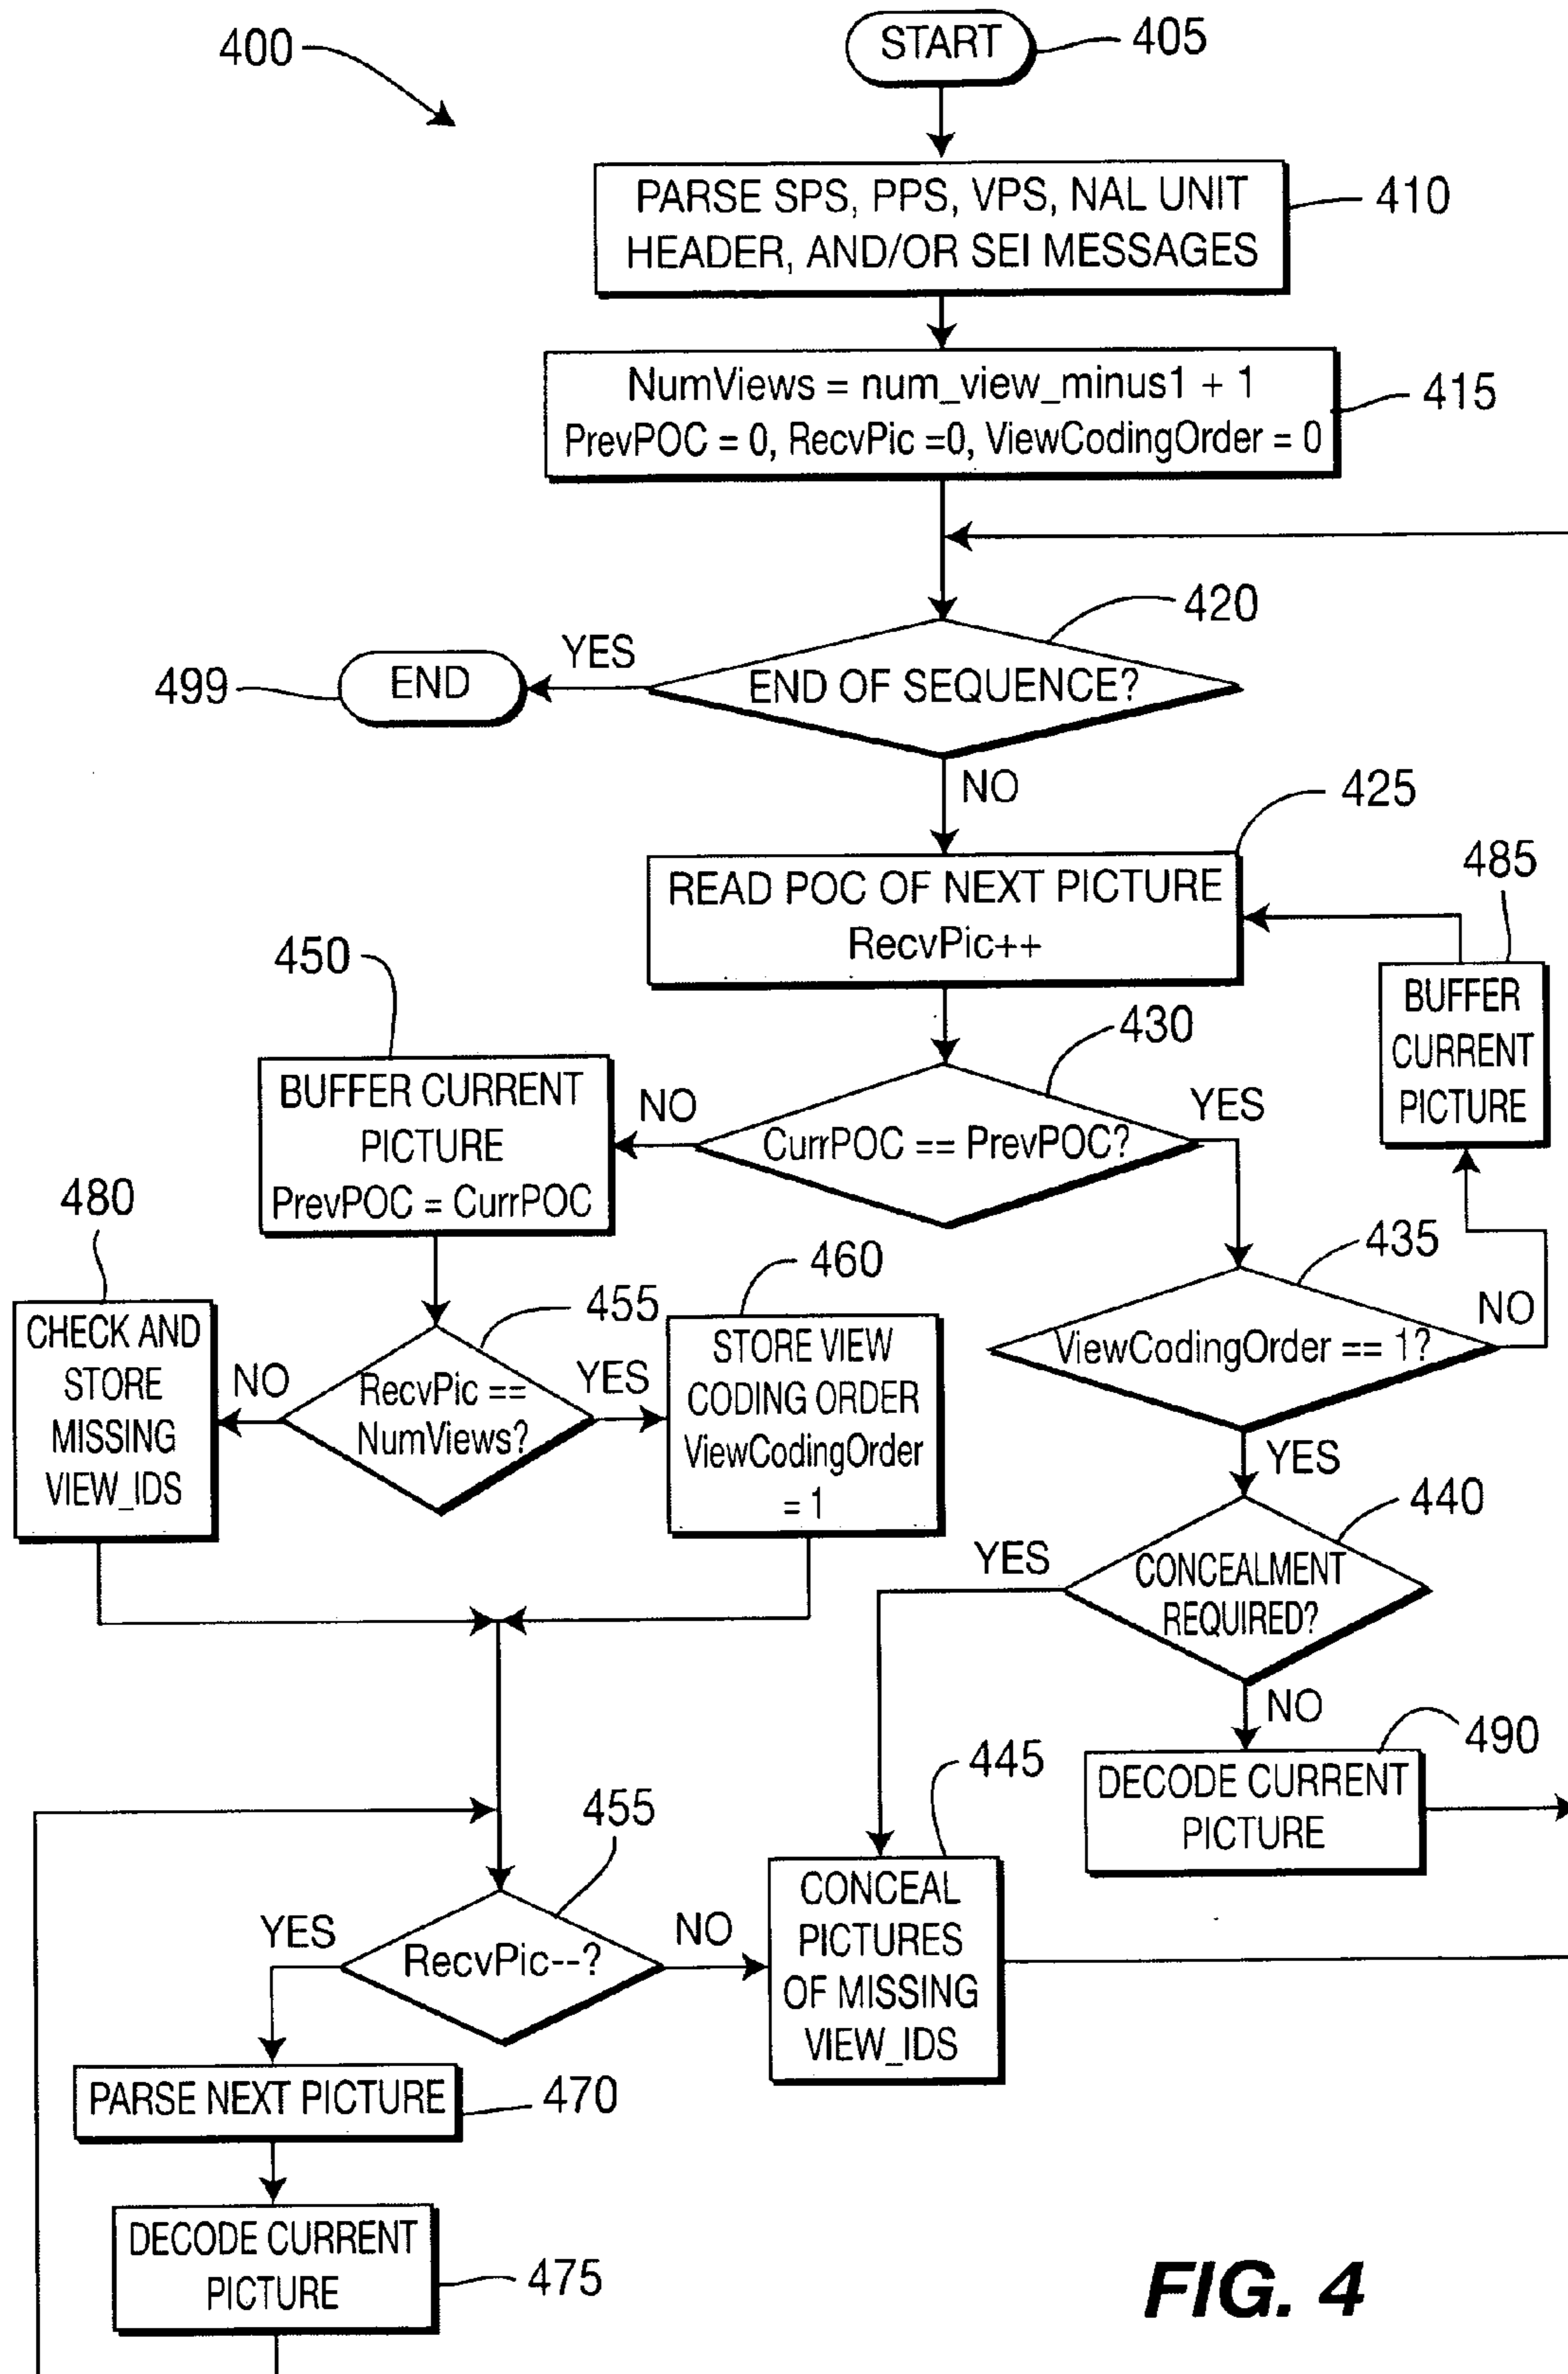 400
START
405
PARSE SPS, PPS, VPS, NAL UNIT
HEADER, AND/OR SEI MESSAGES
410
NumViews = num_view_minus1 + 1
PrevPOC = 0, RecvPic =0, ViewCodingOrder = 0
415
420
END OF SEQUENCE?
YES
END
499
NO
425
READ POC OF NEXT PICTURE
RecvPic++
485
BUFFER
CURRENT
PICTURE
450
BUFFER CURRENT
PICTURE
PrevPOC = CurrPOC
430
NO
CurrPOC == PrevPOC?
YES
480
CHECK AND
STORE
MISSING
VIEW_IDS
455
NO
RecvPic ==
NumViews?
YES
460
STORE VIEW
CODING ORDER
ViewCodingOrder
= 1
435
ViewCodingOrder == 1?
NO
YES
440
YES
CONCEALMENT
REQUIRED?
NO
490
DECODE CURRENT
PICTURE
455
YES
RecvPic--?
NO
445
CONCEAL
PICTURES
OF MISSING
VIEW_IDS
PARSE NEXT PICTURE
470
DECODE CURRENT
PICTURE
475
FIG. 4